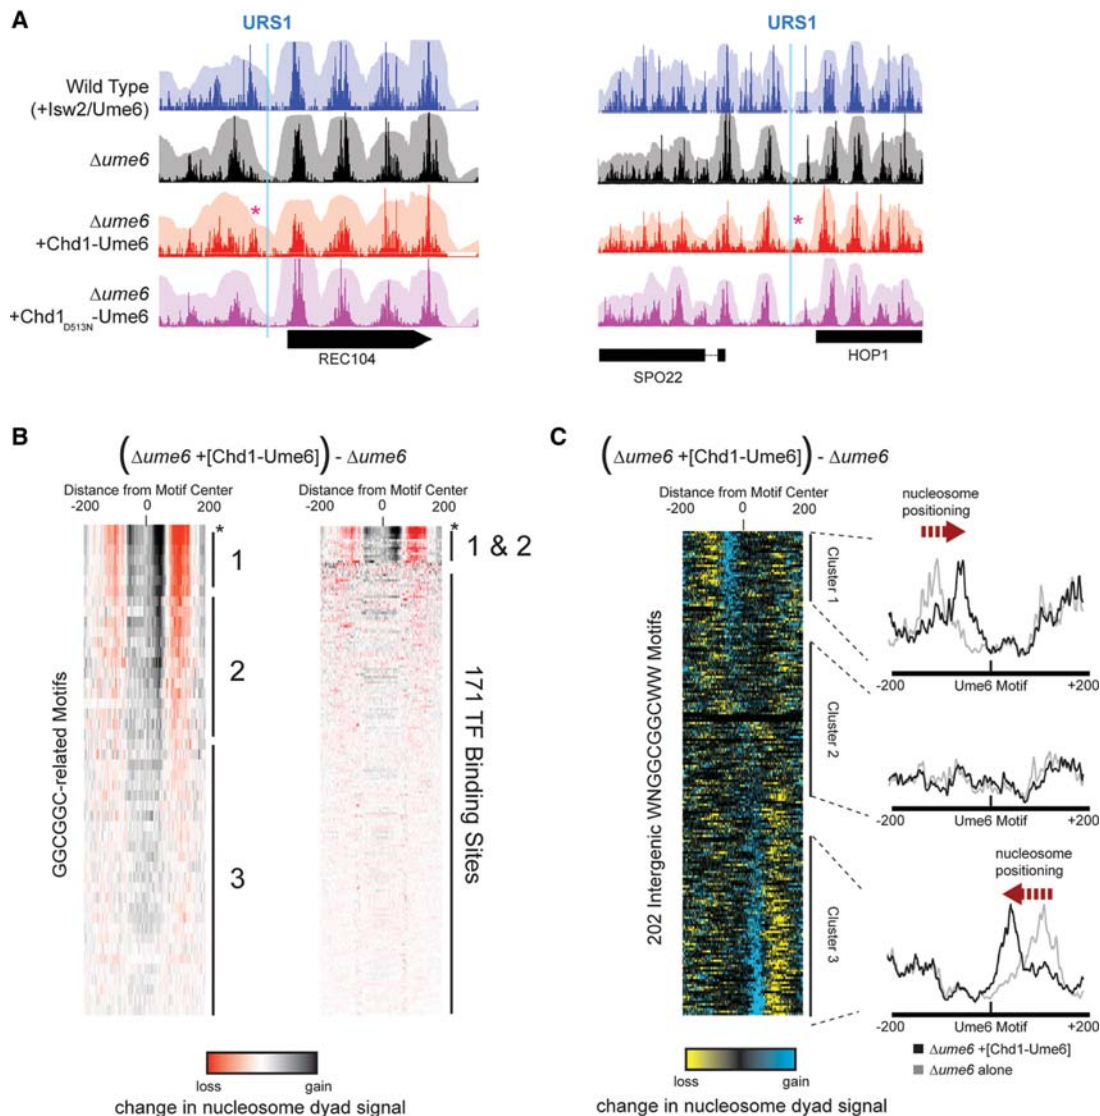 A
URS1
URS1
Wild Type
(+Isw2/Ume6)
Δume6
Δume6
+Chd1-Ume6
*
*
Δume6
+Chd1D513N-Ume6
REC104
SPO22
HOP1
B
(Δume6 +[Chd1-Ume6]) - Δume6
Distance from Motif Center
-200 0 200
*
Distance from Motif Center
-200 0 200
*
GGCGGC-related Motifs
1
2
3
1 & 2
171 TF Binding Sites
loss gain
change in nucleosome dyad signal
C
(Δume6 +[Chd1-Ume6]) - Δume6
Distance from Motif Center
-200 0 200
202 Intergenic WNGGCGGCWW Motifs
Cluster 1
Cluster 2
Cluster 3
nucleosome
positioning
-200 Ume6 Motif +200
-200 Ume6 Motif +200
nucleosome
positioning
-200 Ume6 Motif +200
Δume6 +[Chd1-Ume6]
Δume6 alone
loss gain
change in nucleosome dyad signal